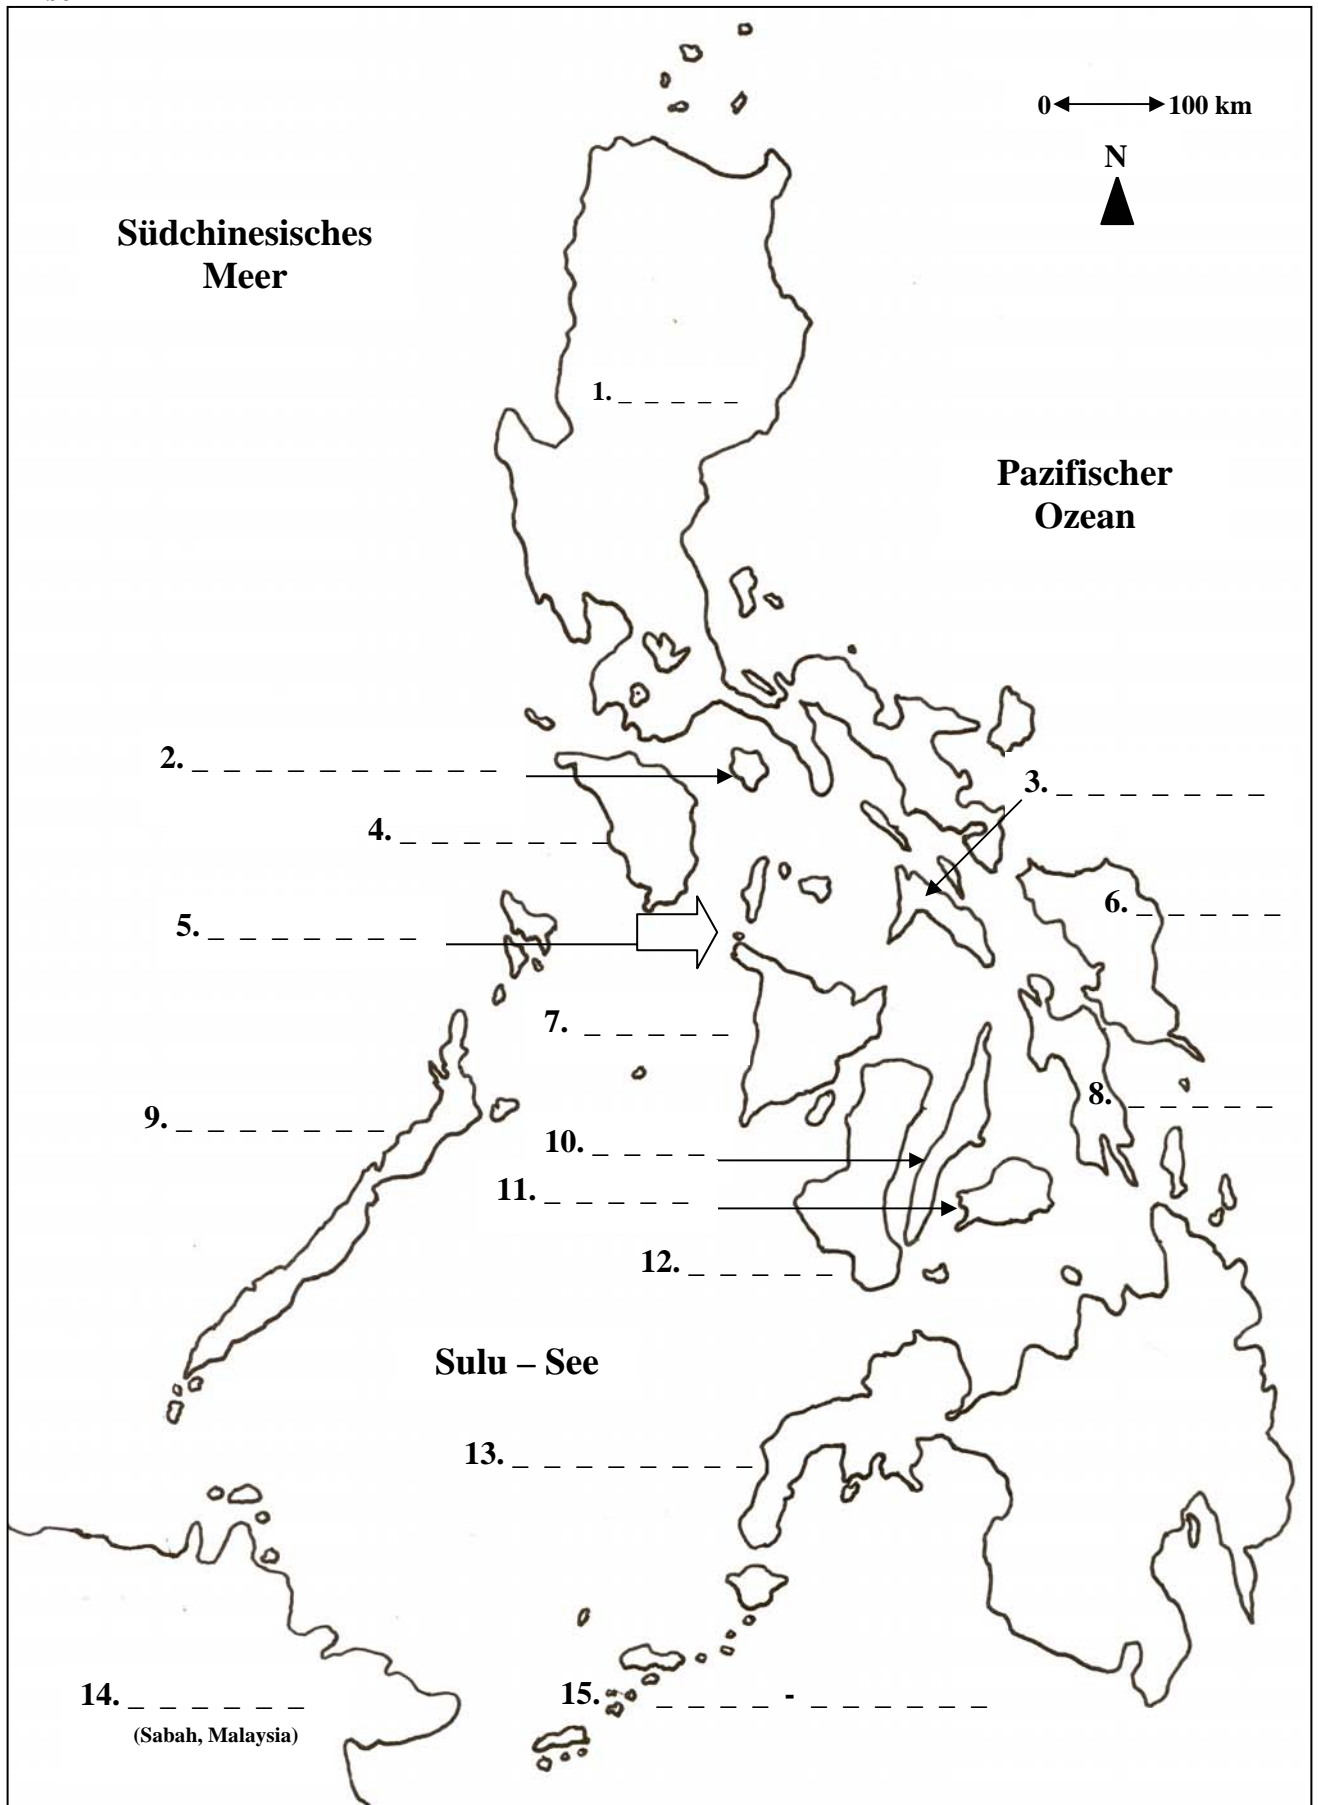 0 100 km
N
Südchinesisches
Meer
1. _ _ _ _ _
Pazifischer
Ozean
2. _ _ _ _ _ _ _ _ _ _
3. _ _ _ _ _ _ _
4. _ _ _ _ _ _ _
5. _ _ _ _ _ _ _
6. _ _ _ _ _
7. _ _ _ _ _
8. _ _ _ _ _
9. _ _ _ _ _ _ _
10. _ _ _ _
11. _ _ _ _ _
12. _ _ _ _ _
Sulu – See
13. _ _ _ _ _ _ _ _
14. _ _ _ _ _ _
(Sabah, Malaysia)
15. _ _ _ _ - _ _ _ _ _ _